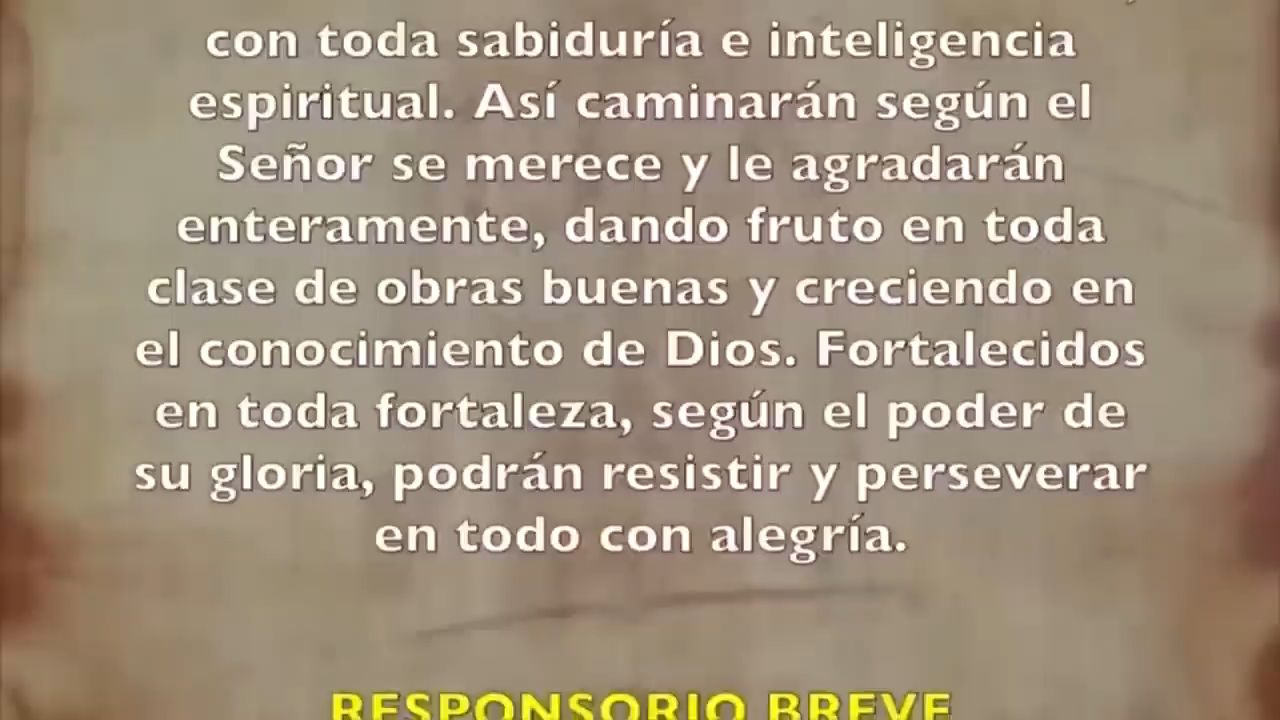 con toda sabiduría e inteligencia
espiritual. Así caminarán según el
Señor se merece y le agradarán
enteramente, dando fruto en toda
clase de obras buenas y creciendo en
el conocimiento de Dios. Fortalecidos
en toda fortaleza, según el poder de
su gloria, podrán resistir y perseverar
en todo con alegría.
RESPONSORIO BREVE